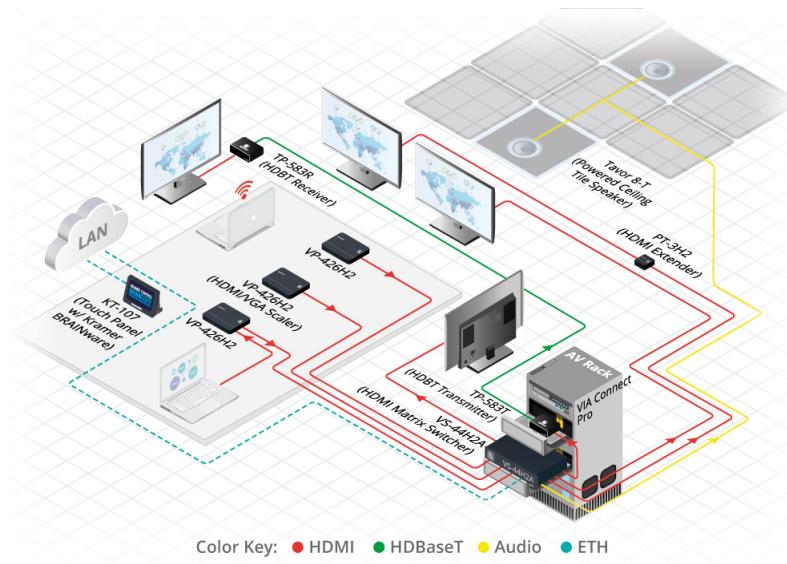 TP-583R
(HDBT Receiver)
Tavor 8-T
(Powered Ceiling
Tile Speaker)
PT-3H2
(HDMI Extender)
LAN
VP-426H2
VP-426H2
(HDMI/VGA Scaler)
VP-426H2
KT-107
(Touch Panel
w/ Kramer
BRAINware)
TP-583T
(HDBT Transmitter)
VS-44H2A
(HDMI Matrix Switcher)
AV Rack
VIA Connect
Pro
VS-44H2A
Color Key: HDMI HDBaseT Audio ETH